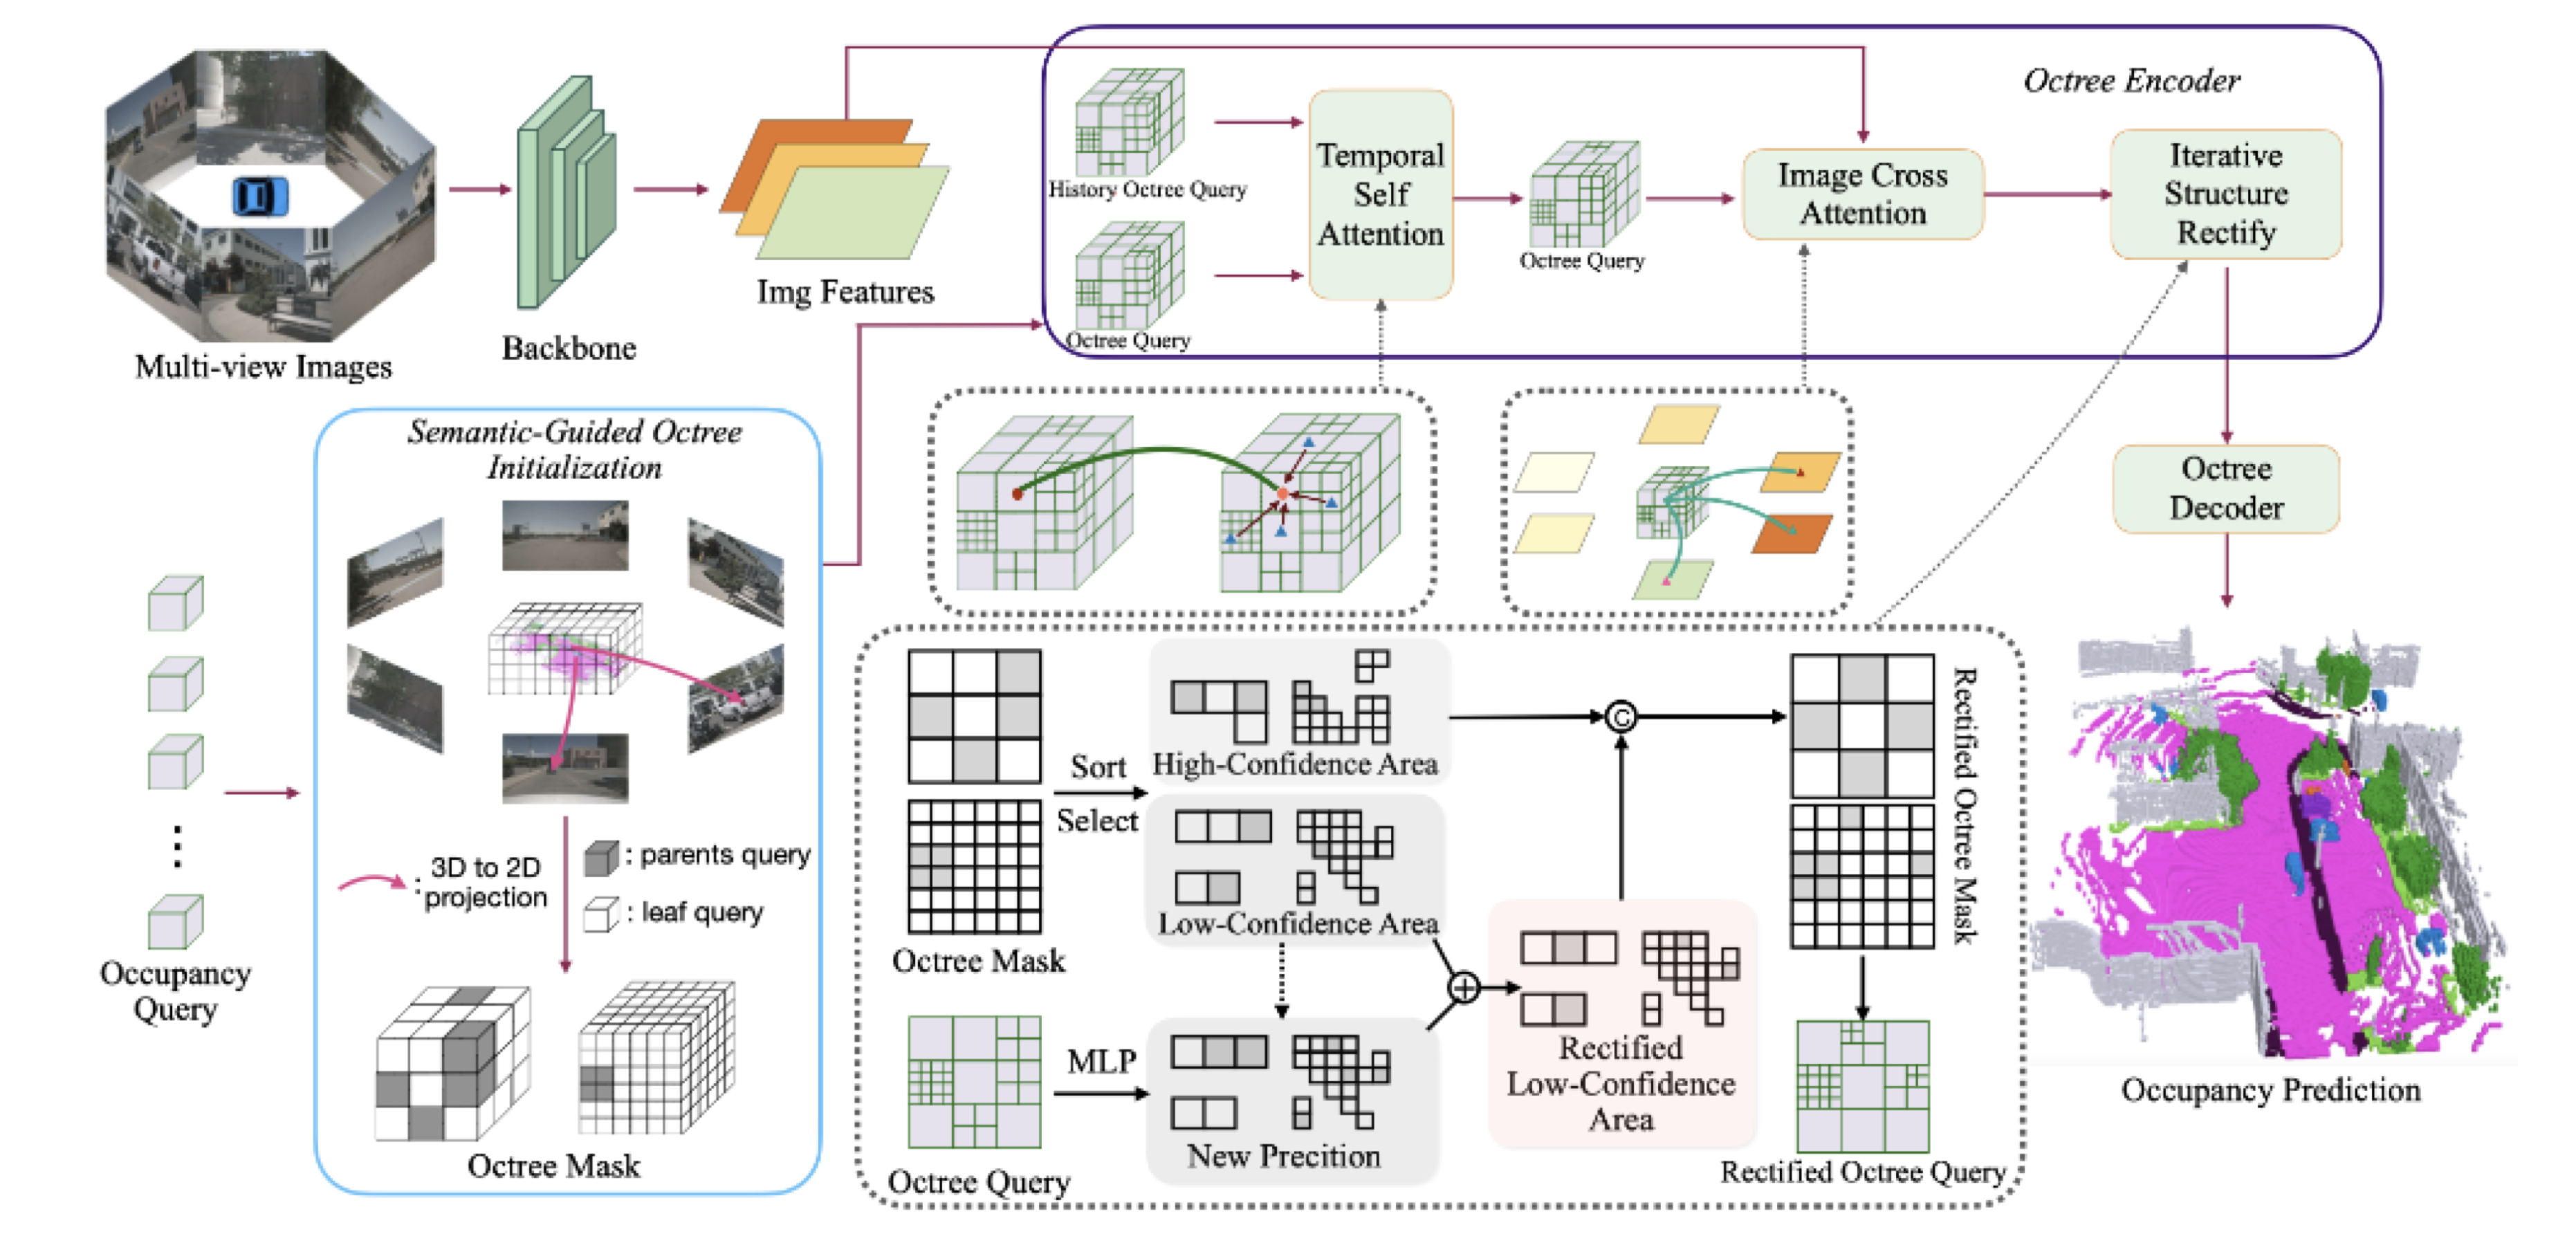 Multi-view Images
Backbone
Img Features
Octree Encoder
History Octree Query
Octree Query
Temporal
Self
Attention
Octree Query
Image Cross
Attention
Iterative
Structure
Rectify
Octree
Decoder
Occupancy Prediction
Occupancy
Query
Semantic-Guided Octree
Initialization
3D to 2D
: projection
: parents query
: leaf query
Octree Mask
Octree Mask
Sort
Select
High-Confidence Area
Low-Confidence Area
Octree Query
MLP
New Precition
Rectified
Low-Confidence
Area
C
Rectified Octree Mask
Rectified Octree Query